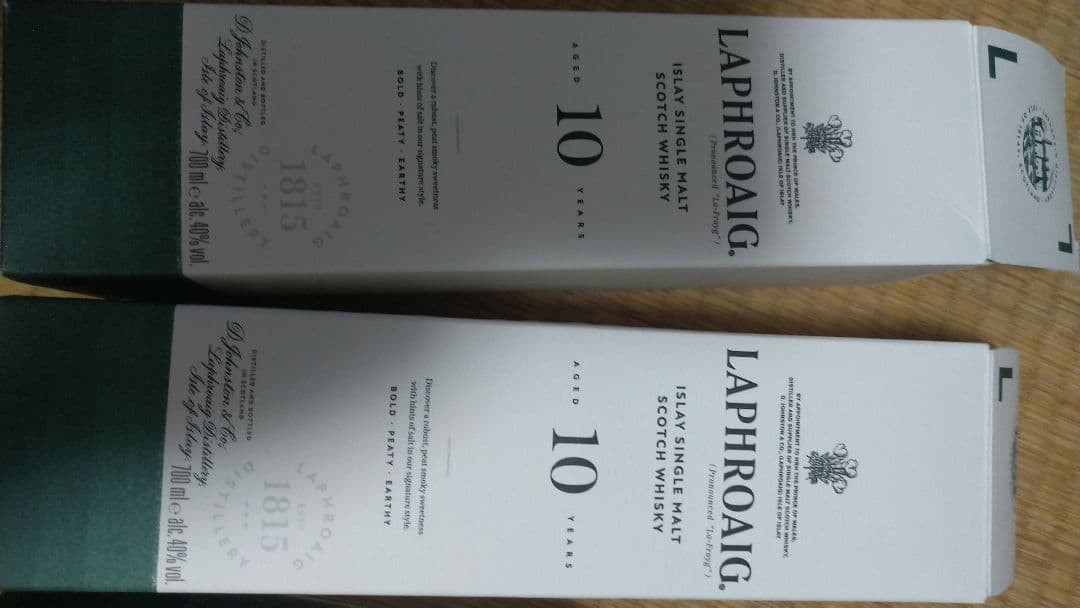 BY APPOINTMENT TO HRH THE PRINCE OF WALES,
DISTILLER AND SUPPLIER OF SINGLE MALT SCOTCH WHISKY,
D. JOHNSTON & CO., (LAPHROAIG) ISLE OF ISLAY
LAPHROAIG®
(Pronounced "La-Froyg")
ISLAY SINGLE MALT
SCOTCH WHISKY
AGED 10 YEARS
Discover a robust, peat smoky sweetness
with hints of salt in our signature style.
BOLD · PEATY · EARTHY
LAPHROAIG
ESTD
1815
DISTILLERY
DISTILLED AND BOTTLED
IN SCOTLAND
D. Johnston & Co,
Laphroaig Distillery,
Isle of Islay. 700 ml e alc. 40% vol.
BY APPOINTMENT TO HRH THE PRINCE OF WALES,
DISTILLER AND SUPPLIER OF SINGLE MALT SCOTCH WHISKY,
D. JOHNSTON & CO., (LAPHROAIG) ISLE OF ISLAY
LAPHROAIG®
(Pronounced "La-Froyg")
ISLAY SINGLE MALT
SCOTCH WHISKY
AGED 10 YEARS
Discover a robust, peat smoky sweetness
with hints of salt in our signature style.
BOLD · PEATY · EARTHY
LAPHROAIG
ESTD
1815
DISTILLERY
DISTILLED AND BOTTLED
IN SCOTLAND
D. Johnston & Co,
Laphroaig Distillery,
Isle of Islay. 700 ml e alc. 40% vol.